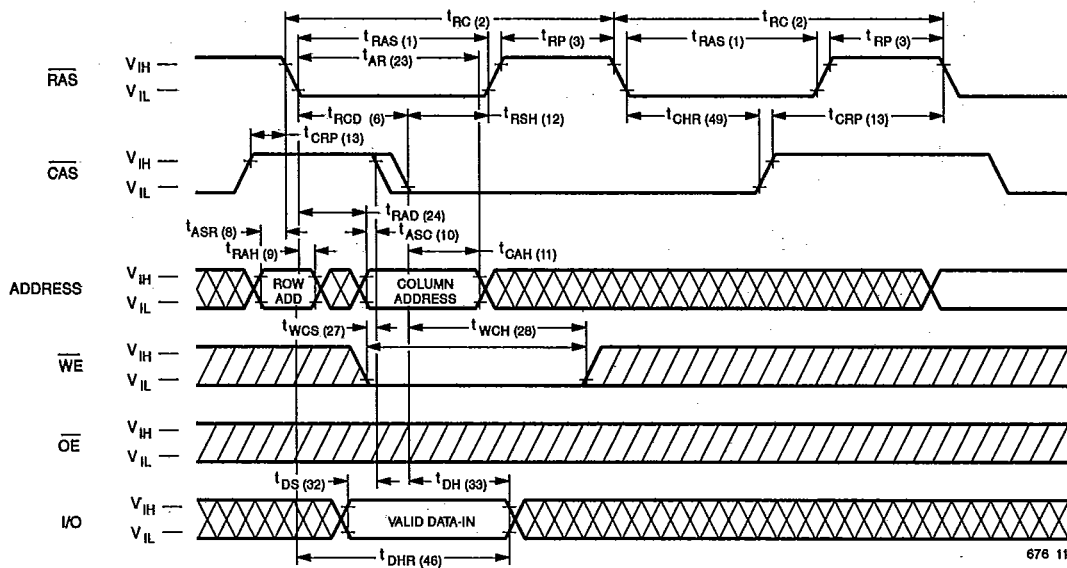 tRC (2) tRC (2)
tRAS (1) tRP (3) tRAS (1) tRP (3)
tAR (23)
RAS VIH
VIL
tRCD (6) tRSH (12) tCHR (49) tCRP (13)
tCRP (13)
CAS VIH
VIL
tRAD (24)
tASR (8) tASC (10)
tRAH (9) tCAH (11)
ADDRESS VIH
VIL
ROW
ADD
COLUMN
ADDRESS
tWCS (27) tWCH (28)
WE VIH
VIL
OE VIH
VIL
tDS (32) tDH (33)
I/O VIH
VIL
VALID DATA-IN
tDHR (46)
676 11